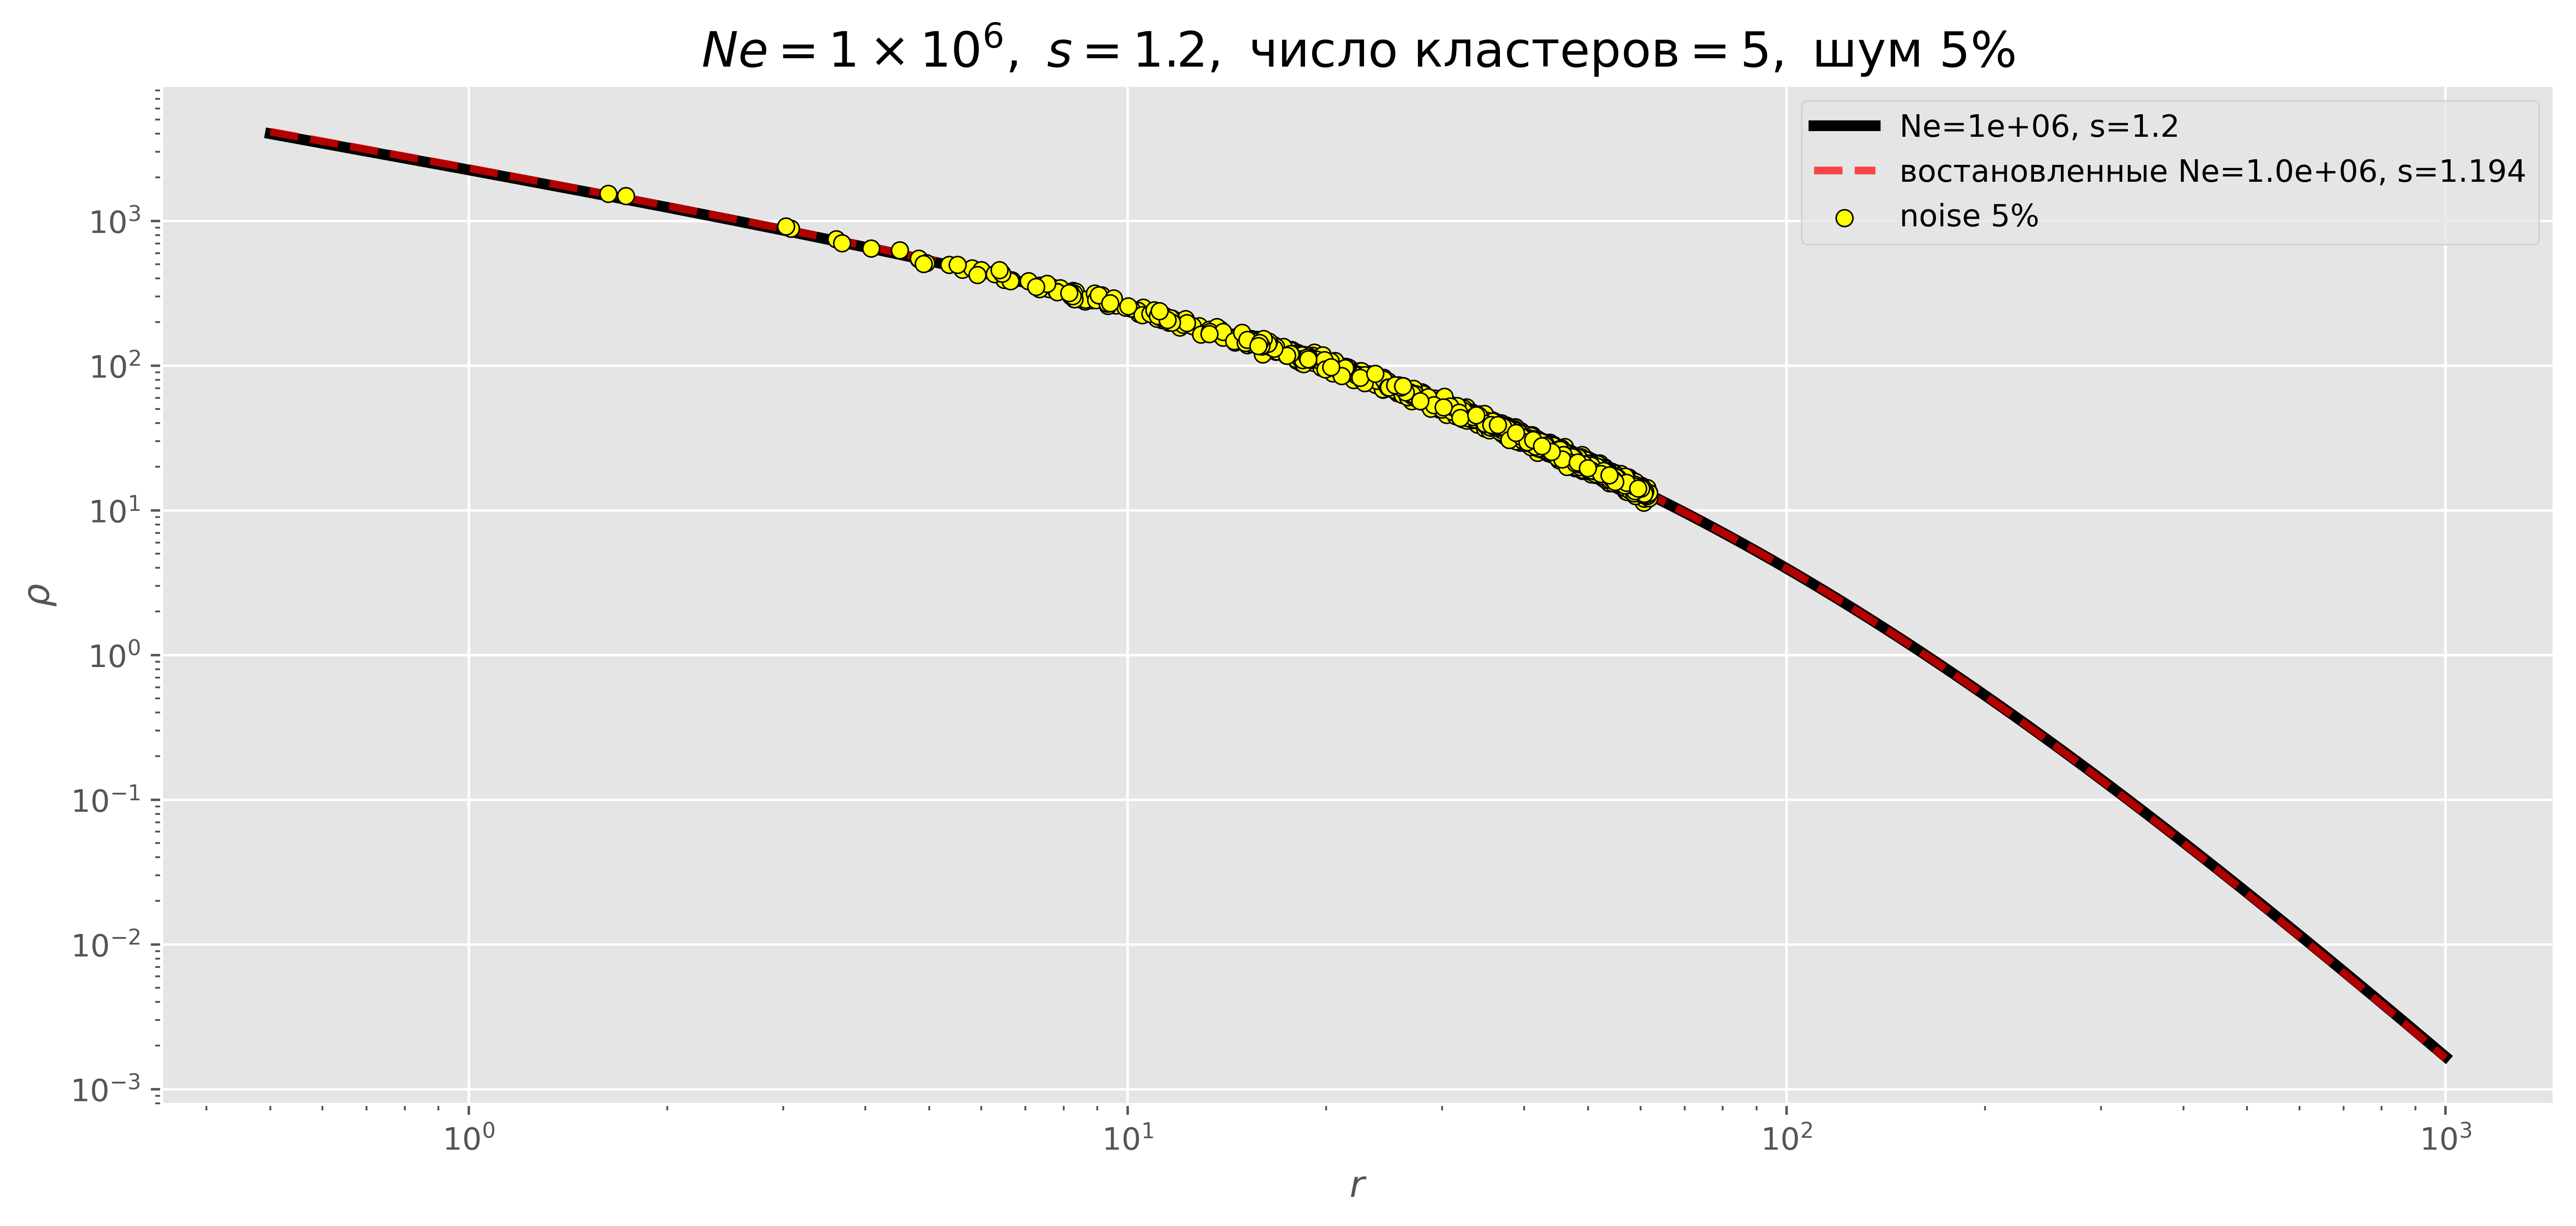 Ne = 1 × 10⁶, s = 1.2, число кластеров = 5, шум 5%
Ne=1e+06, s=1.2
востановленные Ne=1.0e+06, s=1.194
noise 5%
10³
10²
10¹
10⁰
10⁻¹
10⁻²
10⁻³
ρ
10⁰ 10¹ 10² 10³
r